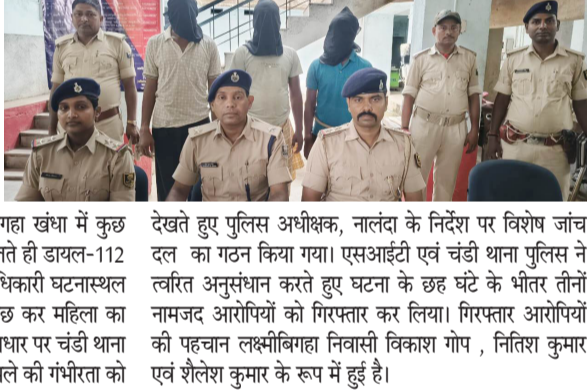 गहा खंधा में कुछ
ते ही डायल-112
धिकारी घटनास्थल
छ कर महिला का
धार पर चंडी थाना
ले की गंभीरता को
देखते हुए पुलिस अधीक्षक, नालंदा के निर्देश पर विशेष जांच
दल का गठन किया गया। एसआईटी एवं चंडी थाना पुलिस ने
त्वरित अनुसंधान करते हुए घटना के छह घंटे के भीतर तीनों
नामजद आरोपियों को गिरफ्तार कर लिया। गिरफ्तार आरोपियों
की पहचान लक्ष्मीबिगहा निवासी विकाश गोप , नितिश कुमार
एवं शैलेश कुमार के रूप में हुई है।